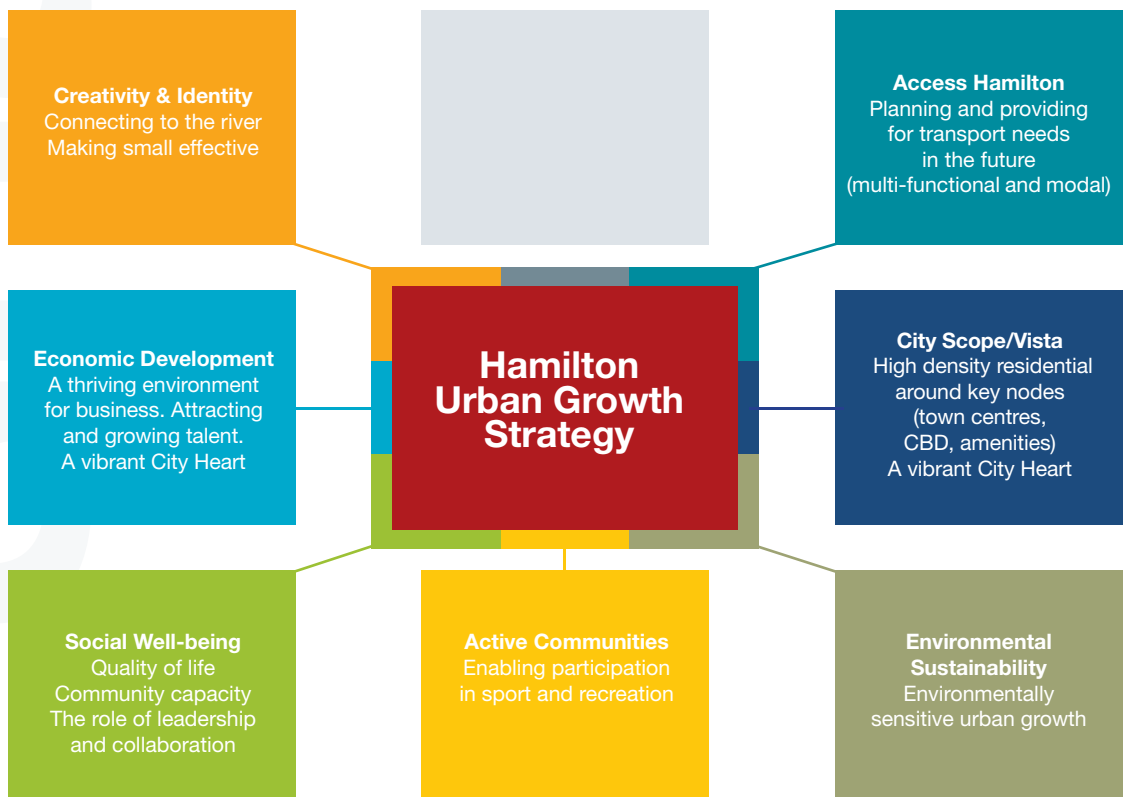 Creativity & Identity
Connecting to the river
Making small effective
Access Hamilton
Planning and providing
for transport needs
in the future
(multi-functional and modal)
Economic Development
A thriving environment
for business. Attracting
and growing talent.
A vibrant City Heart
Hamilton
Urban Growth
Strategy
City Scope/Vista
High density residential
around key nodes
(town centres,
CBD, amenities)
A vibrant City Heart
Social Well-being
Quality of life
Community capacity
The role of leadership
and collaboration
Active Communities
Enabling participation
in sport and recreation
Environmental
Sustainability
Environmentally
sensitive urban growth